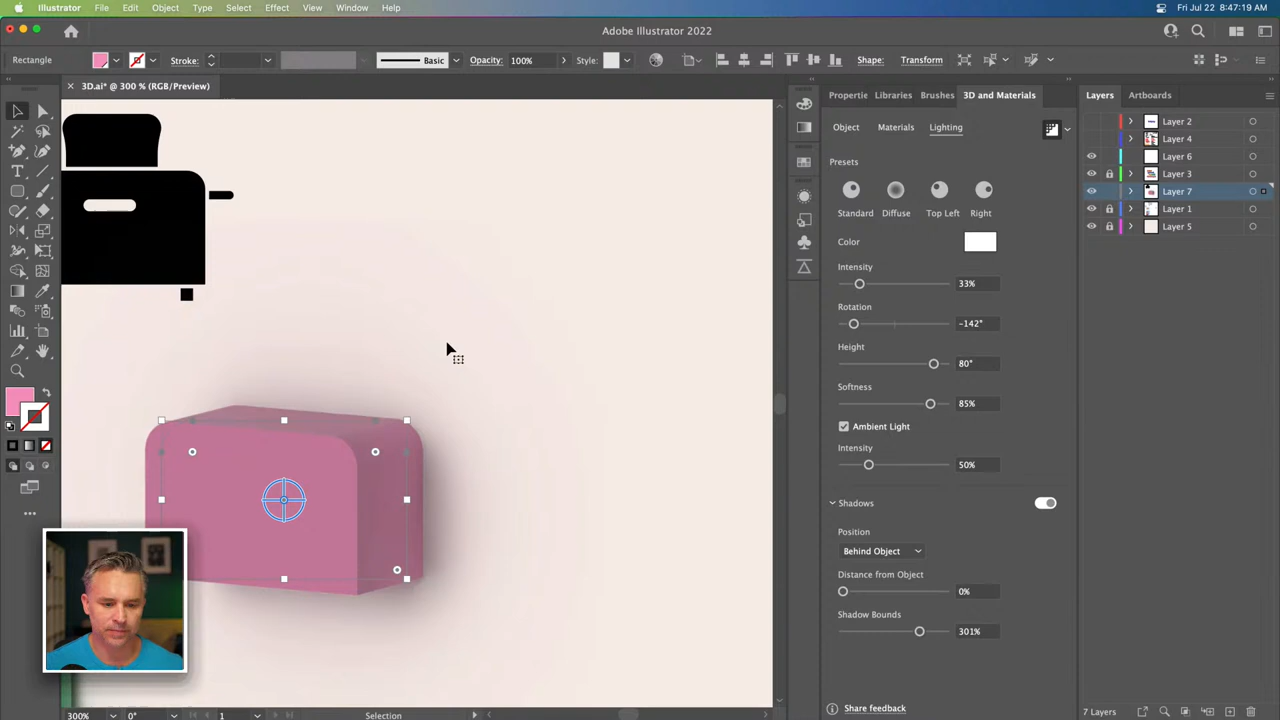 Illustrator File Edit Object Type Select Effect View Window Help Fri Jul 22 8:47:19 AM
Adobe Illustrator 2022
Rectangle Stroke: Basic Opacity: 100% Style: Shape: Transform
3D.ai* @ 300 % (RGB/Preview)
Propertie Libraries Brushes 3D and Materials
Layers Artboards
Object Materials Lighting
Presets
Standard Diffuse Top Left Right
Color
Intensity
33%
Rotation
-142°
Height
80°
Softness
85%
Ambient Light
Intensity
50%
Shadows
Position
Behind Object
Distance from Object
0%
Shadow Bounds
301%
Share feedback
Layer 2
Layer 4
Layer 6
Layer 3
Layer 7
Layer 1
Layer 5
7 Layers
300% 0° 1 Selection